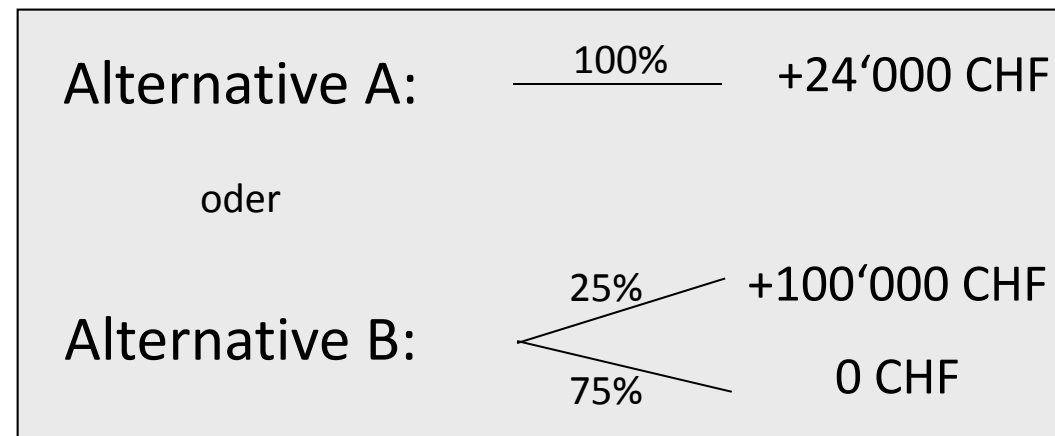 Alternative A: 100% +24‘000 CHF
oder
25% +100‘000 CHF
Alternative B:
75% 0 CHF